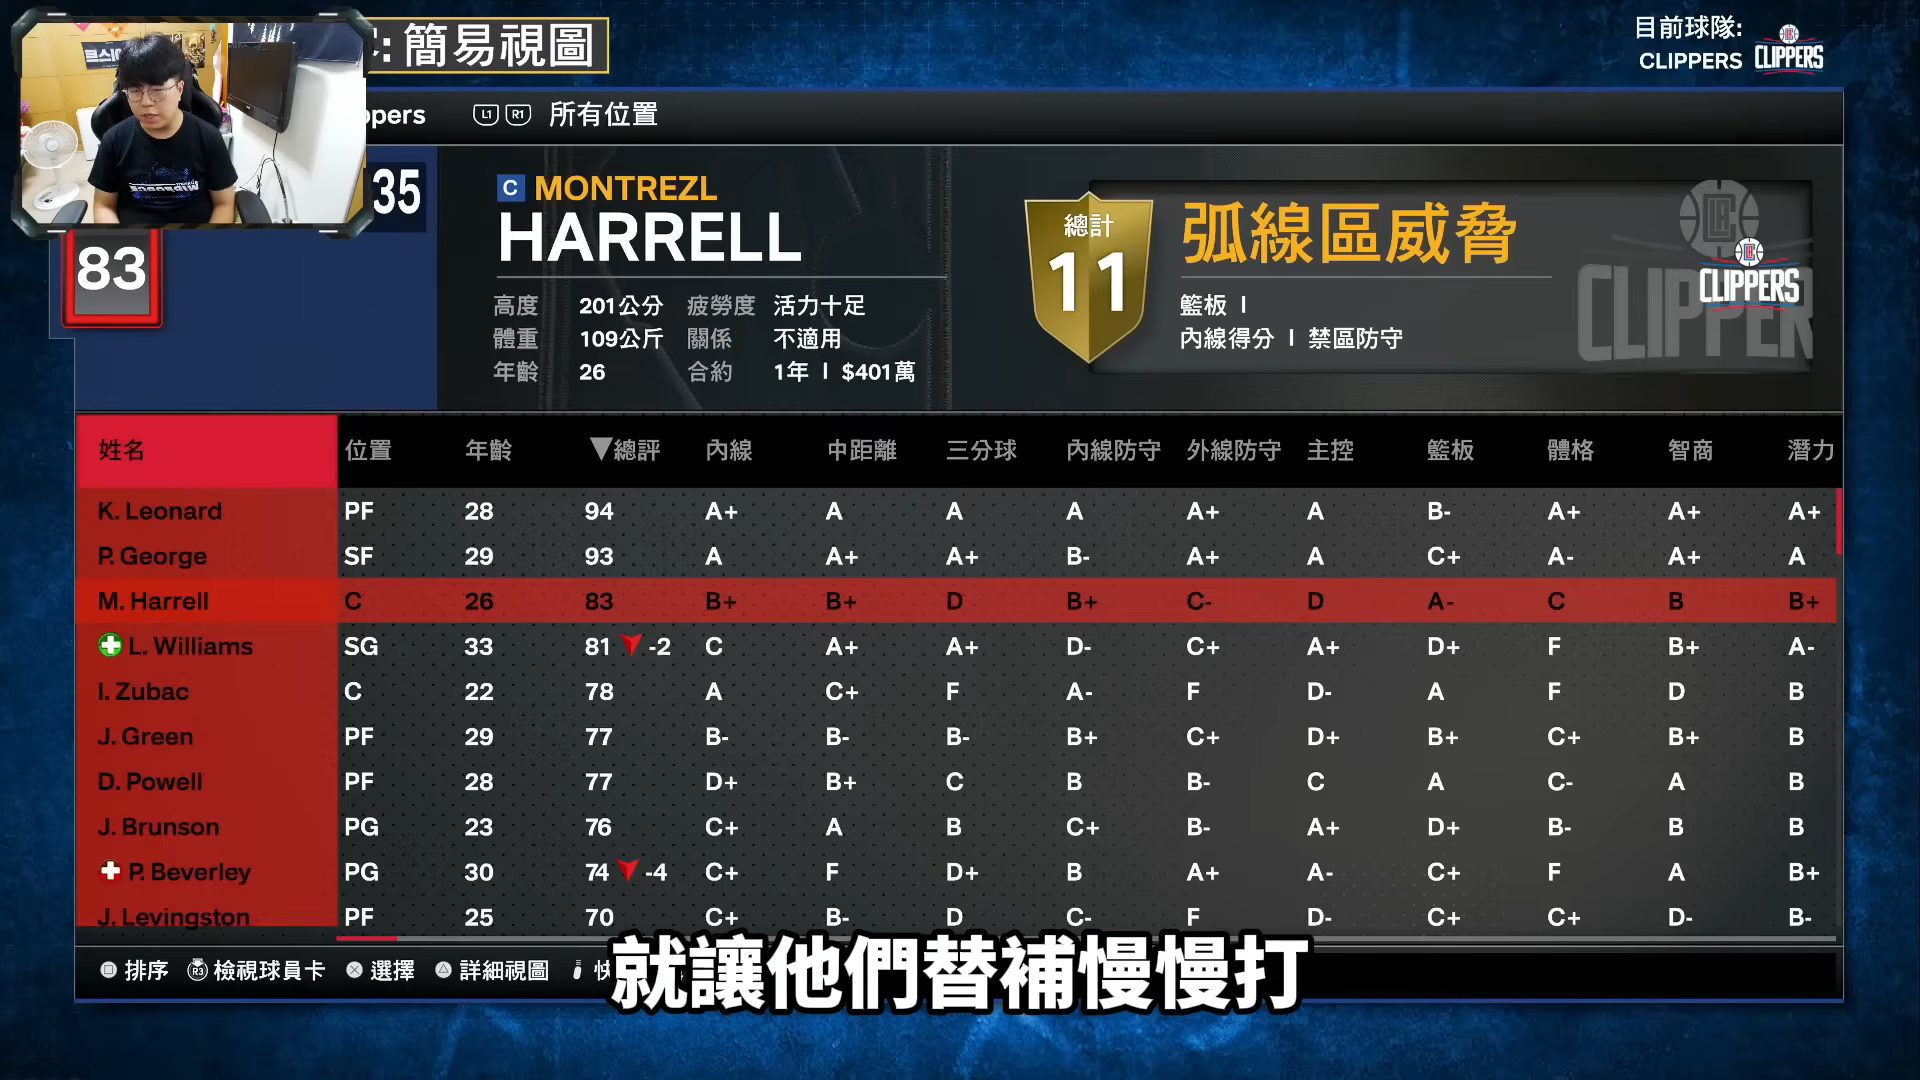 : 簡易視圖
目前球隊:
CLIPPERS
CLIPPERS
ppers L1 R1 所有位置
35
83
C MONTREZL
HARRELL
高度 201公分 疲勞度 活力十足
體重 109公斤 關係 不適用
年齡 26 合約 1年 | $401萬
總計
11
弧線區威脅
籃板 |
內線得分 | 禁區防守
CLIPPER
CLIPPERS
姓名 位置 年齡 ▼總評 內線 中距離 三分球 內線防守 外線防守 主控 籃板 體格 智商 潛力
K. Leonard PF 28 94 A+ A A A A+ A B- A+ A+ A+
P. George SF 29 93 A A+ A+ B- A+ A C+ A- A+ A
M. Harrell C 26 83 B+ B+ D B+ C- D A- C B B+
L. Williams SG 33 81 -2 C A+ A+ D- C+ A+ D+ F B+ A-
I. Zubac C 22 78 A C+ F A- F D- A F D B
J. Green PF 29 77 B- B- B- B+ C+ D+ B+ C+ B+ B
D. Powell PF 28 77 D+ B+ C B B- C A C- A B
J. Brunson PG 23 76 C+ A B C+ B- A+ D+ B- B B
P. Beverley PG 30 74 -4 C+ F D+ B A+ A- C+ F A B+
J. Levingston PF 25 70 C+ B- D C- F D- C+ C+ D- B-
排序 R3 檢視球員卡 選擇 詳細視圖 快
就讓他們替補慢慢打